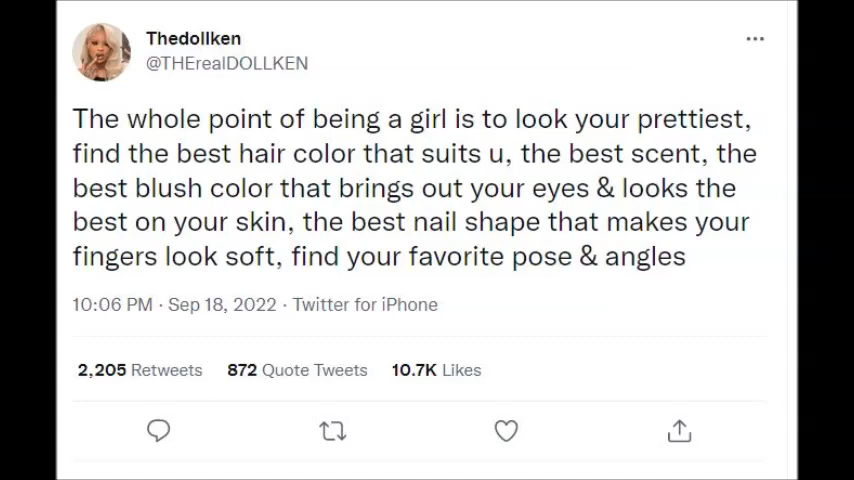 Thedollken
@THErealDOLLKEN
The whole point of being a girl is to look your prettiest,
find the best hair color that suits u, the best scent, the
best blush color that brings out your eyes & looks the
best on your skin, the best nail shape that makes your
fingers look soft, find your favorite pose & angles
10:06 PM · Sep 18, 2022 · Twitter for iPhone
2,205 Retweets 872 Quote Tweets 10.7K Likes